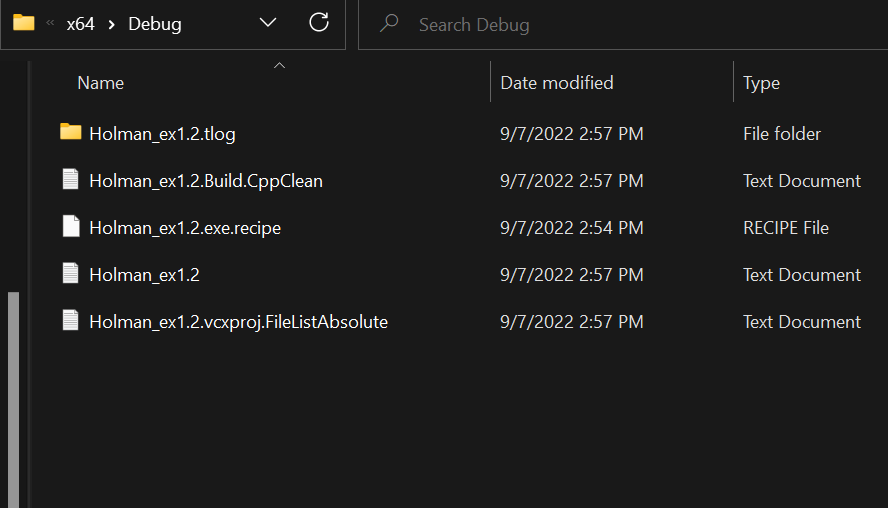 « x64 > Debug
Search Debug
Name Date modified Type
Holman_ex1.2.tlog 9/7/2022 2:57 PM File folder
Holman_ex1.2.Build.CppClean 9/7/2022 2:57 PM Text Document
Holman_ex1.2.exe.recipe 9/7/2022 2:54 PM RECIPE File
Holman_ex1.2 9/7/2022 2:57 PM Text Document
Holman_ex1.2.vcxproj.FileListAbsolute 9/7/2022 2:57 PM Text Document